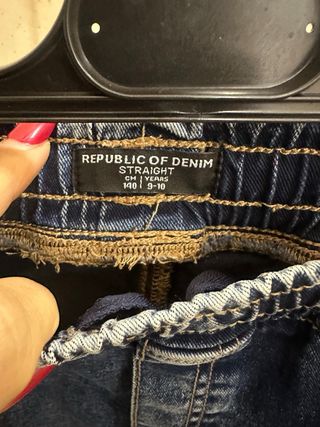 REPUBLIC OF DENIM
STRAIGHT
CM | YEARS
140 | 9-10